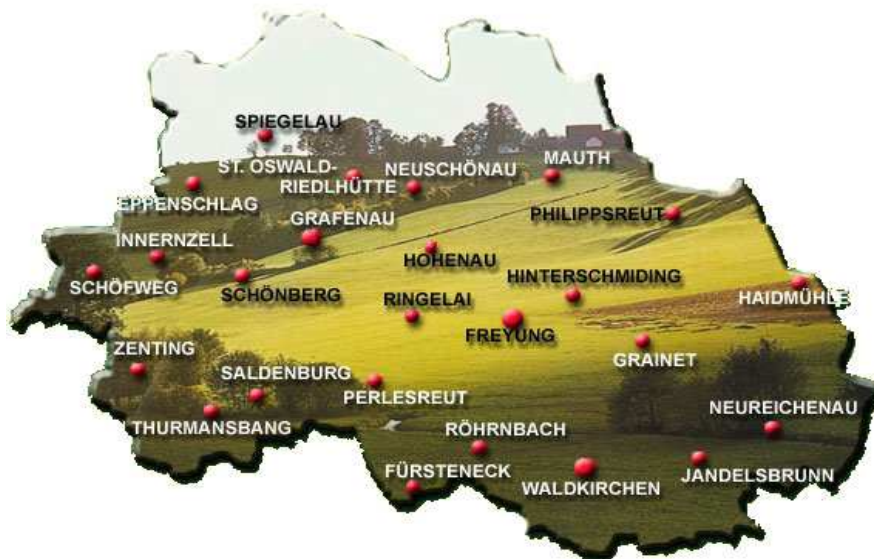 SPIEGELAU
ST. OSWALD-
RIEDLHÜTTE
NEUSCHÖNAU
MAUTH
EPPENSCHLAG
GRAFENAU
PHILIPPSREUT
INNERNZELL
HOHENAU
SCHÖFWEG
SCHÖNBERG
HINTERSCHMIDING
HAIDMÜHLE
RINGELAI
FREYUNG
ZENTING
GRAINET
SALDENBURG
PERLESREUT
THURMANSBANG
NEUREICHENAU
RÖHRNBACH
FÜRSTENECK
WALDKIRCHEN
JANDELSBRUNN